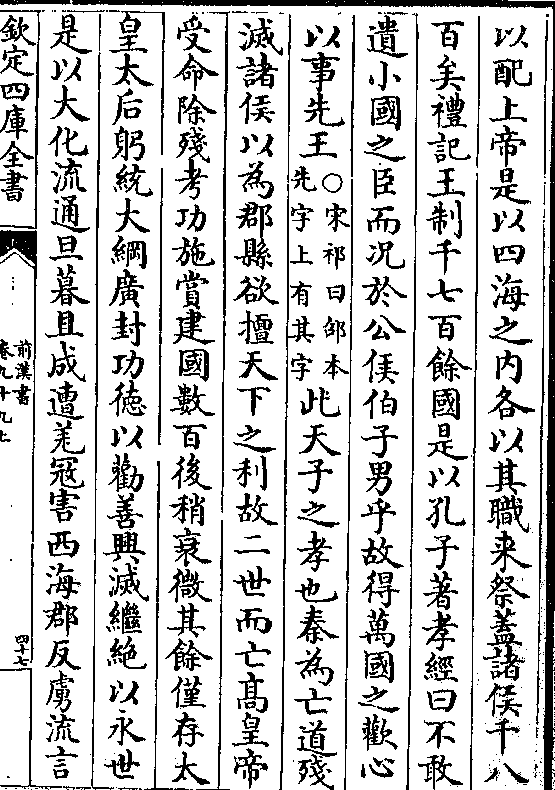 以配上帝是以四海之内各以其職来祭蓋諸侯千八
百矣禮記王制千七百餘國是以孔子著孝經曰不敢
遺小國之臣而况於公侯伯子男乎故得萬國之歡心
以事先王○宋祁曰邵本先字上有其字此天子之孝也秦為亡道殘
滅諸侯以為郡縣欲擅天下之利故二世而亡髙皇帝
受命除殘考功施賞建國數百後稍衰微其餘僅存太
皇太后躬統大綱廣封功徳以勸善興滅繼絶以永世
是以大化流通旦暮且成遭羌冦害西海郡反虜流言
欽定四庫全書
前漢書
卷九十九上
四十七